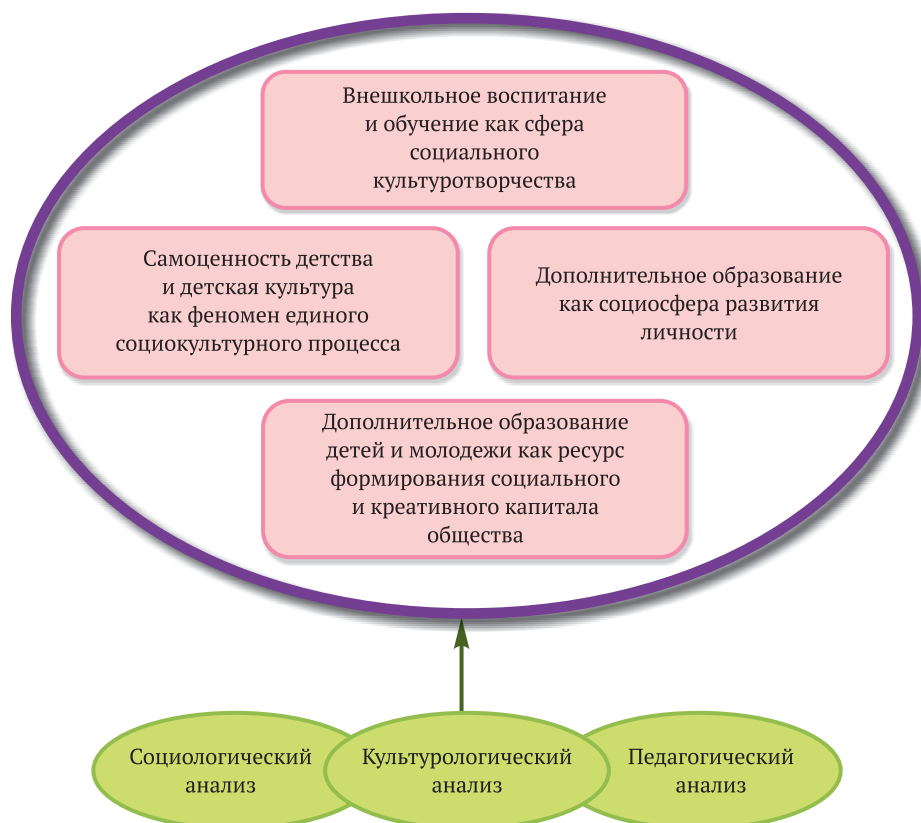 Внешкольное воспитание
и обучение как сфера
социального
культуротворчества
Самоценность детства
и детская культура
как феномен единого
социокультурного процесса
Дополнительное образование
как социосфера развития
личности
Дополнительное образование
детей и молодежи как ресурс
формирования социального
и креативного капитала
общества
Социологический
анализ
Культурологический
анализ
Педагогический
анализ